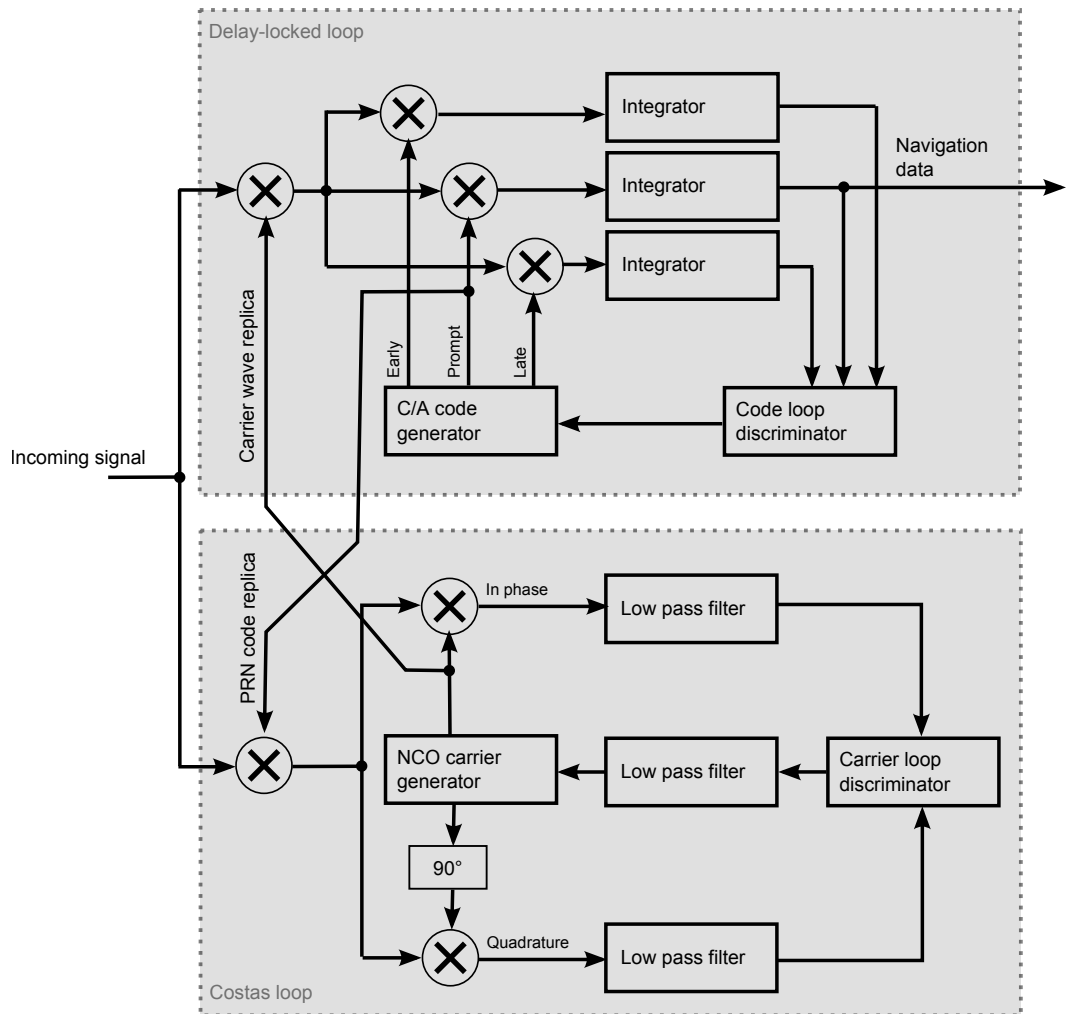 Delay-locked loop
Integrator
Navigation
data
Integrator
Integrator
Carrier wave replica
Early
Prompt
Late
C/A code
generator
Code loop
discriminator
Incoming signal
PRN code replica
In phase
Low pass filter
NCO carrier
generator
Low pass filter
Carrier loop
discriminator
90°
Quadrature
Low pass filter
Costas loop